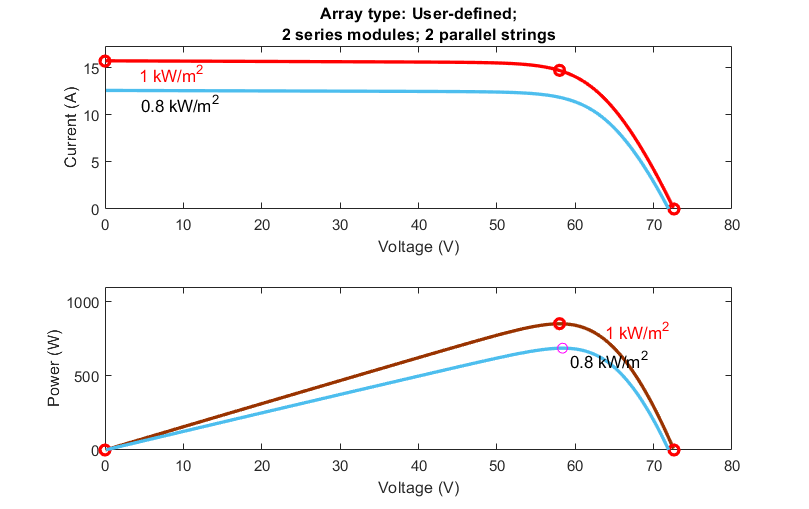 Array type: User-defined;
2 series modules; 2 parallel strings
15
10
5
0
Current (A)
1 kW/m2
0.8 kW/m2
0 10 20 30 40 50 60 70 80
Voltage (V)
1000
500
0
Power (W)
1 kW/m2
0.8 kW/m2
0 10 20 30 40 50 60 70 80
Voltage (V)